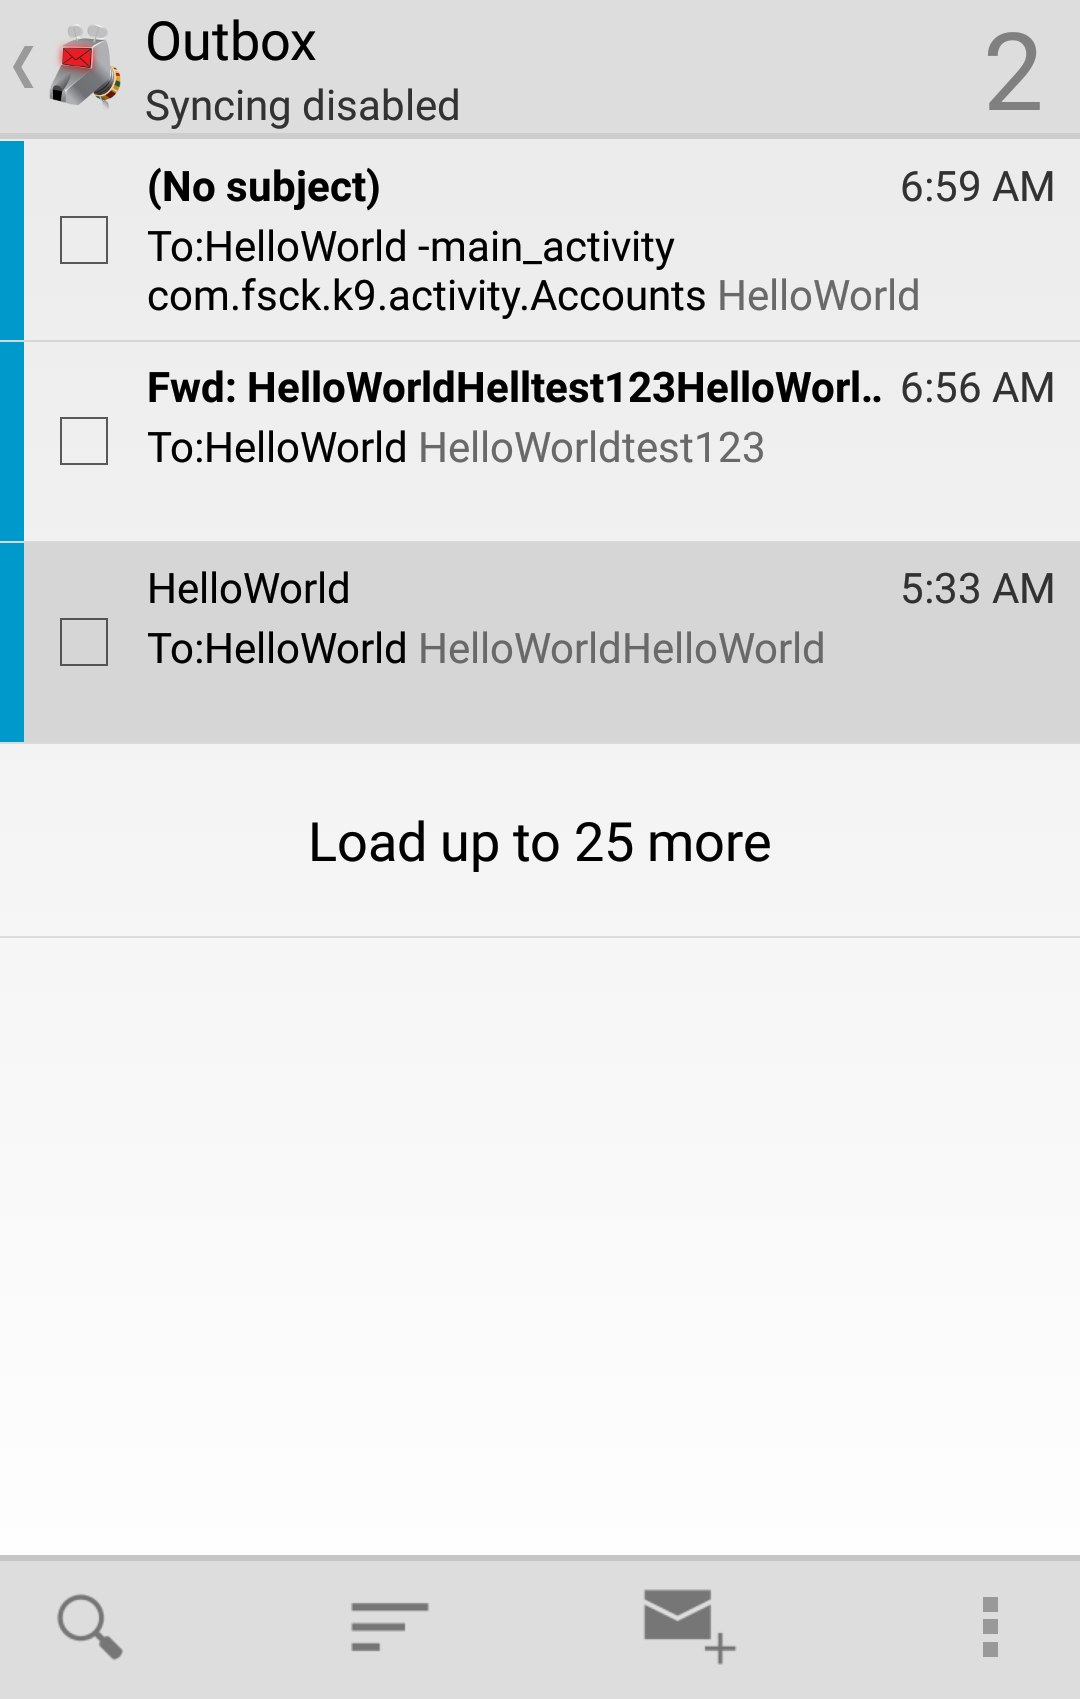 Outbox
Syncing disabled
2
(No subject)
6:59 AM
To:HelloWorld -main_activity
com.fsck.k9.activity.Accounts HelloWorld
Fwd: HelloWorldHelltest123HelloWorl..
6:56 AM
To:HelloWorld HelloWorldtest123
HelloWorld
5:33 AM
To:HelloWorld HelloWorldHelloWorld
Load up to 25 more